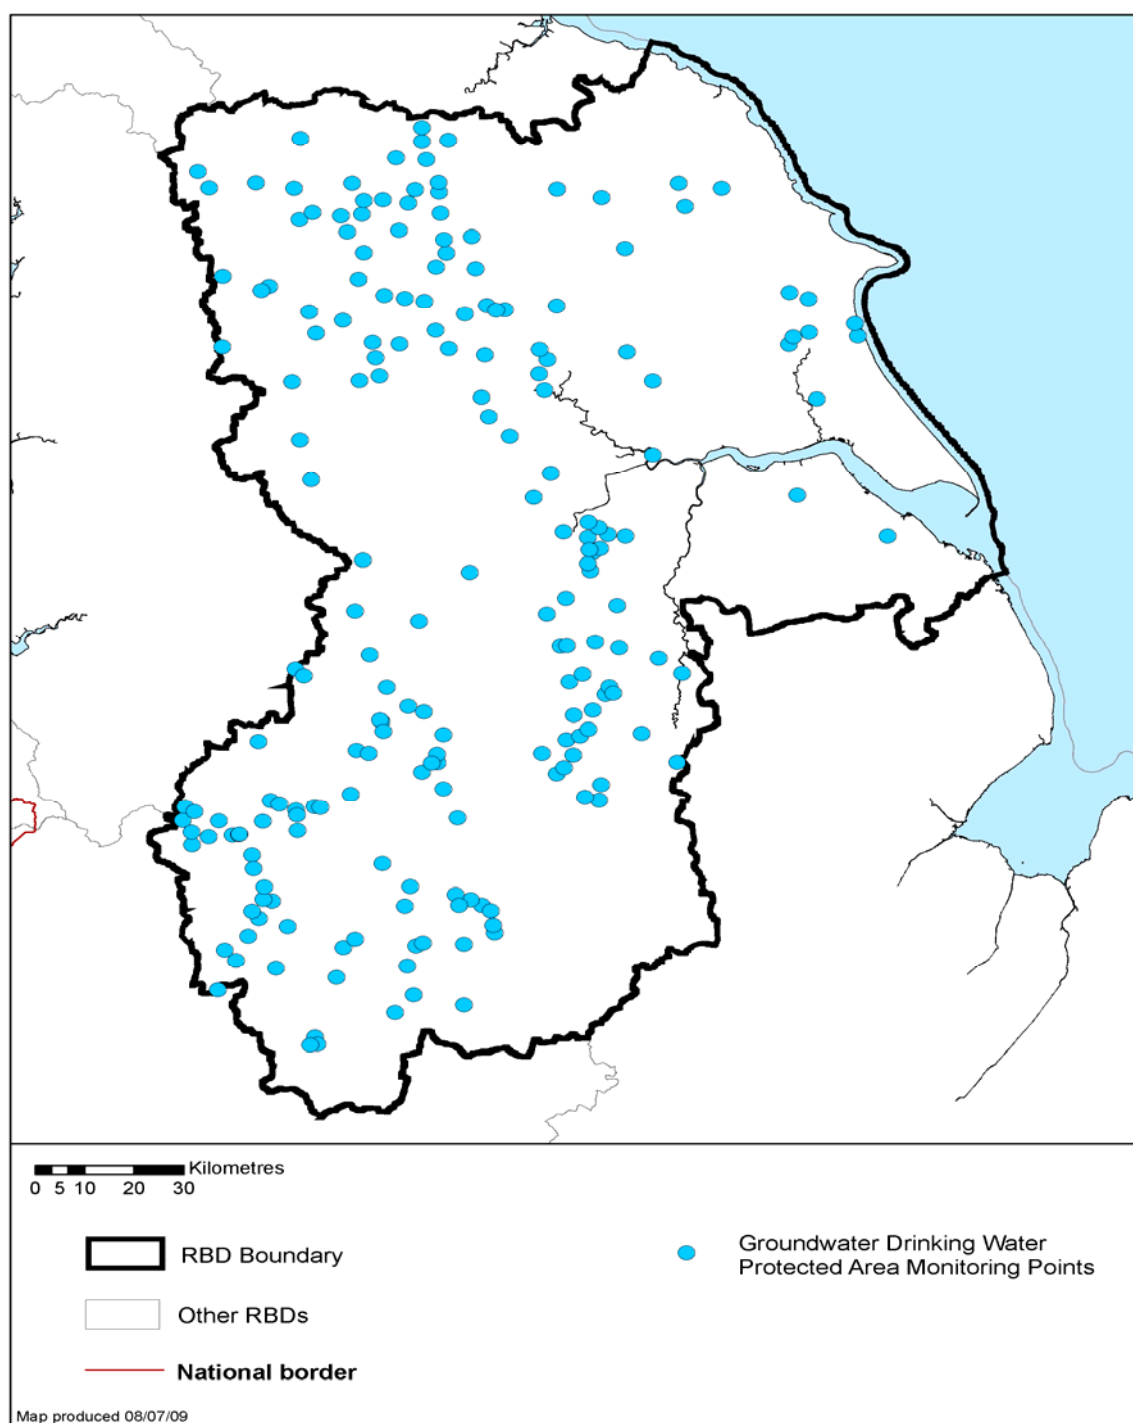 Kilometres
0 5 10 20 30
RBD Boundary
Other RBDs
National border
Groundwater Drinking Water
Protected Area Monitoring Points
Map produced 08/07/09